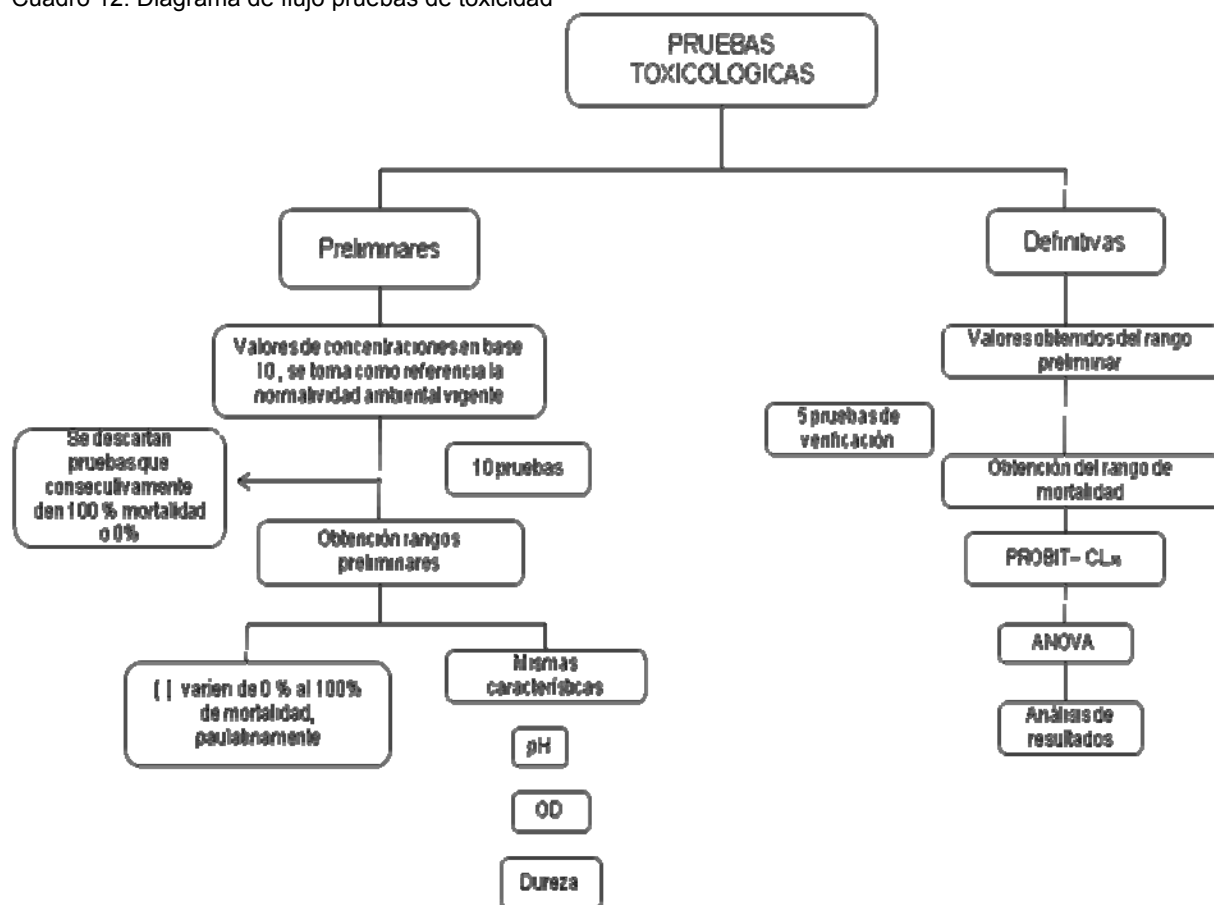 Cuadro 12. Diagrama de flujo pruebas de toxicidad
PRUEBAS
TOXICOLOGICAS
Preliminares
Definitivas
Valores de concentraciones en base
10, se toma como referencia la
normatividad ambiental vigente
Valores obtenidos del rango
preliminar
Se descartan
pruebas que
consecutivamente
den 100 % mortalidad
o 0%
10 pruebas
5 pruebas de
verificación
Obtención rangos
preliminares
Obtención del rango de
mortalidad
PROBIT – CL₅₀
[ ] varien de 0 % al 100%
de mortalidad,
paulatinamente
Mismas
características
ANOVA
pH
Análisis de
resultados
OD
Dureza